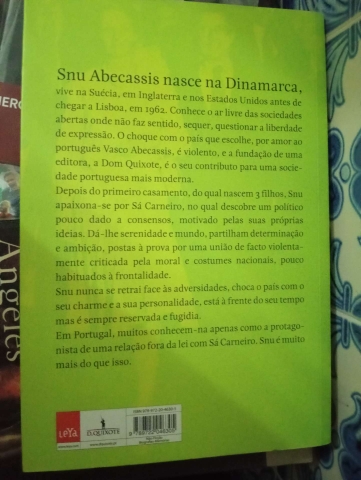 Snu Abecassis nasce na Dinamarca,
vive na Suécia, em Inglaterra e nos Estados Unidos antes de
chegar a Lisboa, em 1962. Conhece o ar livre das sociedades
abertas onde não faz sentido, sequer, questionar a liberdade
de expressão. O choque com o país que escolhe, por amor ao
português Vasco Abecassis, é violento, e a fundação de uma
editora, a Dom Quixote, é o seu contributo para uma socie-
dade portuguesa mais moderna.
Depois do primeiro casamento, do qual nascem 3 filhos, Snu
apaixona-se por Sá Carneiro, no qual descobre um político
pouco dado a consensos, motivado pelas suas próprias
ideias. Dá-lhe serenidade e mundo, partilham determinação
e ambição, postas à prova por uma união de facto violenta-
mente criticada pela moral e costumes nacionais, pouco
habituados à frontalidade.
Snu nunca se retrai face às adversidades, choca o país com o
seu charme e a sua personalidade, está à frente do seu tempo
mas é sempre reservada e fugidia.
Em Portugal, muitos conhecem-na apenas como a protago-
nista de uma relação fora da lei com Sá Carneiro. Snu é muito
mais do que isso.
LEYA
D. QUIXOTE
Angeles